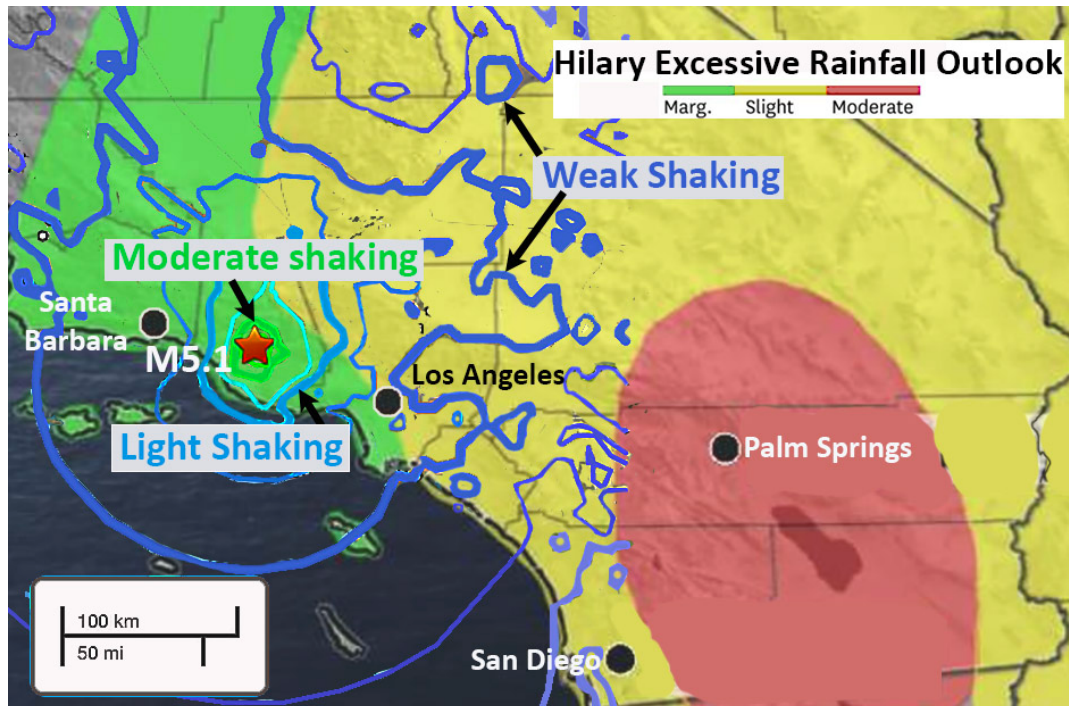 Hilary Excessive Rainfall Outlook
Marg. Slight Moderate
Weak Shaking
Moderate shaking
Santa
Barbara
M5.1
Los Angeles
Light Shaking
Palm Springs
100 km
50 mi
San Diego